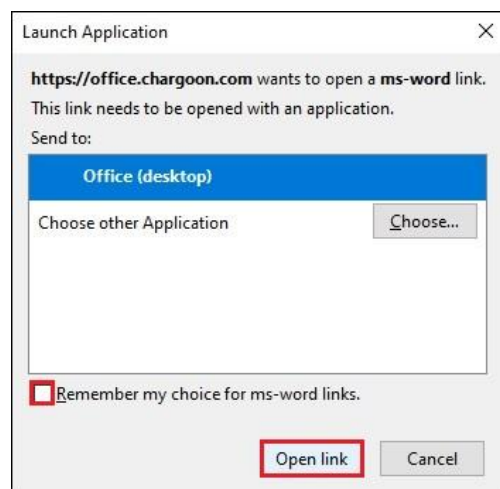 Launch Application
https://office.chargoon.com wants to open a ms-word link.
This link needs to be opened with an application.
Send to:
Office (desktop)
Choose other Application
Choose...
Remember my choice for ms-word links.
Open link
Cancel